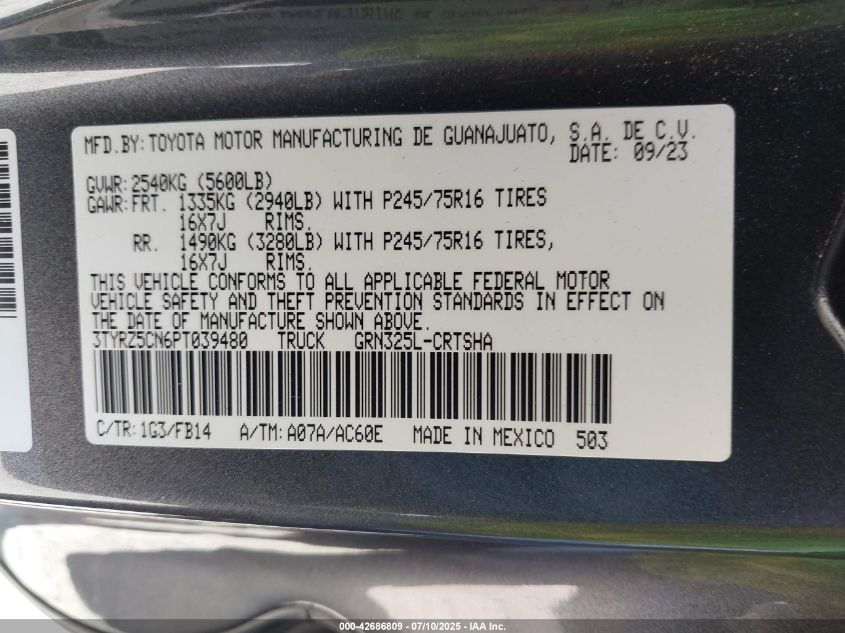 MFD.BY:TOYOTA MOTOR MANUFACTURING DE GUANAJUATO, S.A. DE C.V.
DATE: 09/23
GVWR:2540KG (5600LB)
GAWR:FRT. 1335KG (2940LB) WITH P245/75R16 TIRES
16X7J RIMS.
RR. 1490KG (3280LB) WITH P245/75R16 TIRES,
16X7J RIMS.
THIS VEHICLE CONFORMS TO ALL APPLICABLE FEDERAL MOTOR
VEHICLE SAFETY AND THEFT PREVENTION STANDARDS IN EFFECT ON
THE DATE OF MANUFACTURE SHOWN ABOVE.
3TYRZ5CN6PT039480 TRUCK GRN325L-CRTSHA
C/TR:1G3/FB14 A/TM:A07A/AC60E MADE IN MEXICO 503
000-42686809 - 07/10/2025 - IAA Inc.